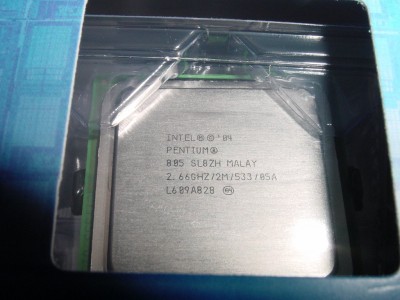 INTEL Ⓜ © '04
PENTIUM®
805 SL8ZH MALAY
2.66GHZ/2M/533/05A
L609A828